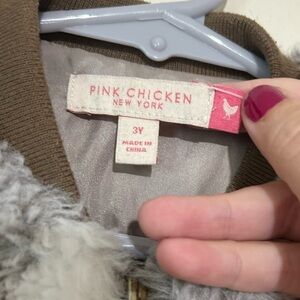 PINK CHICKEN
NEW YORK
3Y
MADE IN
CHINA